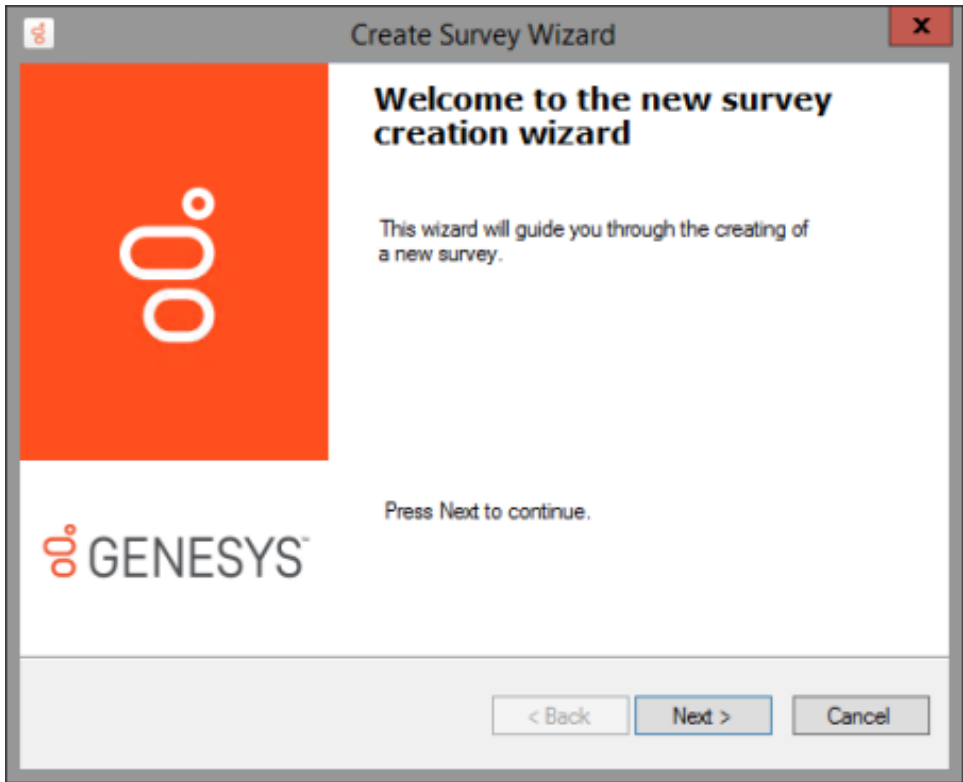 Create Survey Wizard
x
Welcome to the new survey
creation wizard
This wizard will guide you through the creating of
a new survey.
Press Next to continue.
GENESYS™
< Back
Next >
Cancel